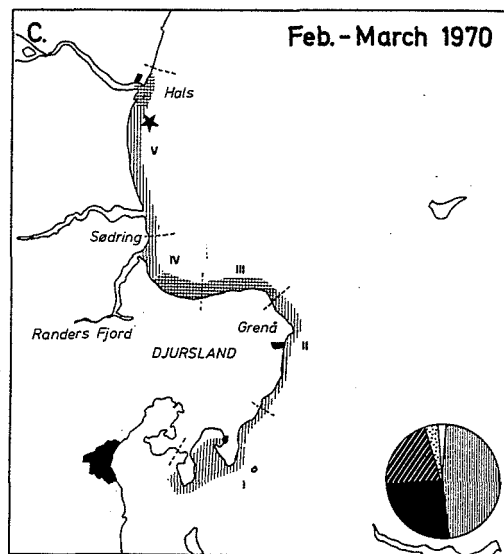 C.
Feb.-March 1970
Hals
V
Sødring
IV
III
Randers Fjord
Grenå
DJURSLAND
II
I